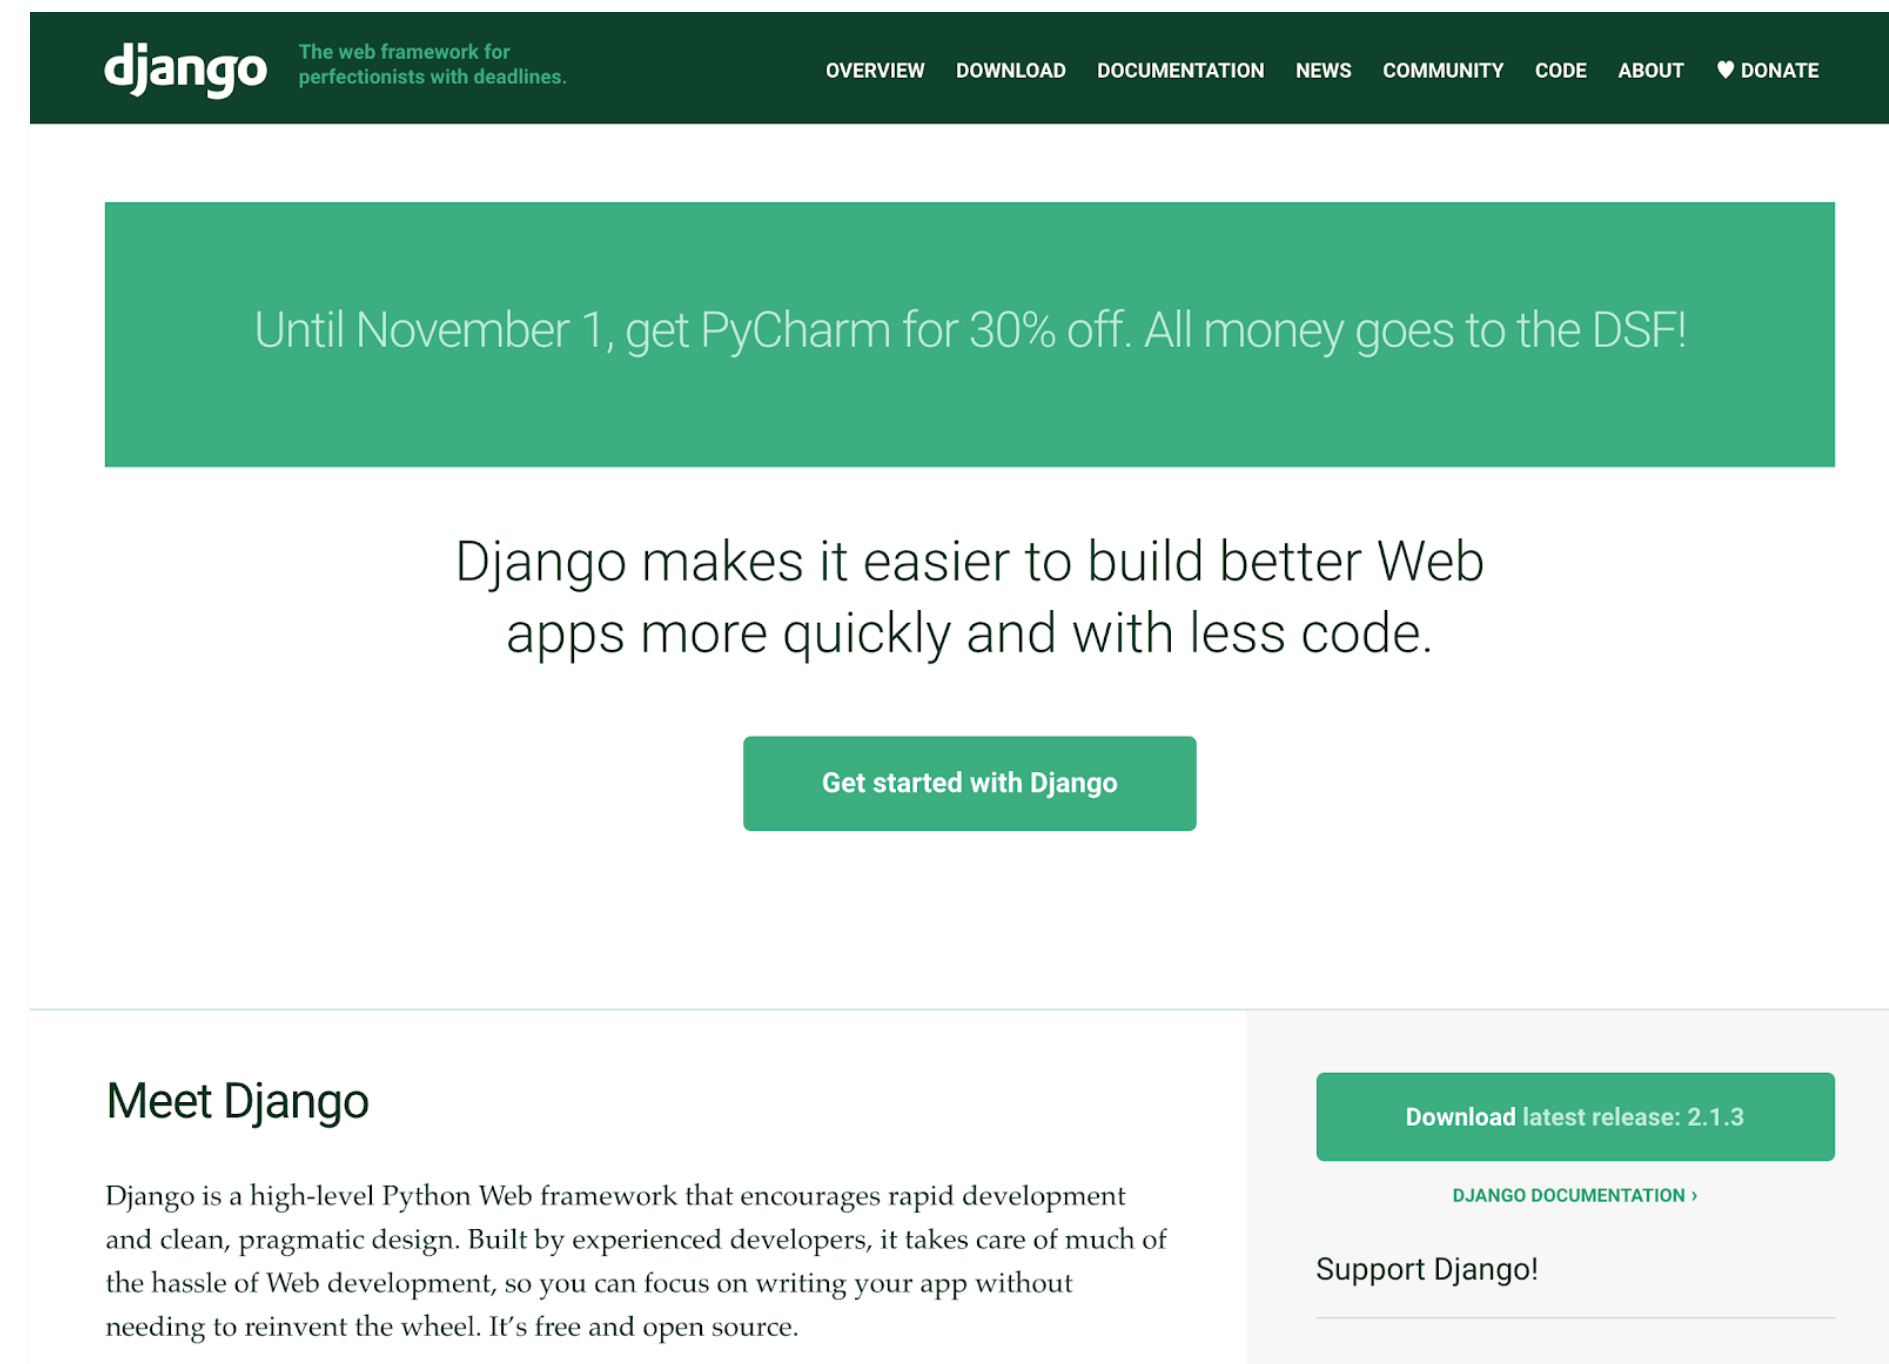 django
The web framework for
perfectionists with deadlines.
OVERVIEW DOWNLOAD DOCUMENTATION NEWS COMMUNITY CODE ABOUT ♥ DONATE
Until November 1, get PyCharm for 30% off. All money goes to the DSF!
Django makes it easier to build better Web
apps more quickly and with less code.
Get started with Django
Meet Django
Django is a high-level Python Web framework that encourages rapid development
and clean, pragmatic design. Built by experienced developers, it takes care of much of
the hassle of Web development, so you can focus on writing your app without
needing to reinvent the wheel. It’s free and open source.
Download latest release: 2.1.3
DJANGO DOCUMENTATION ›
Support Django!